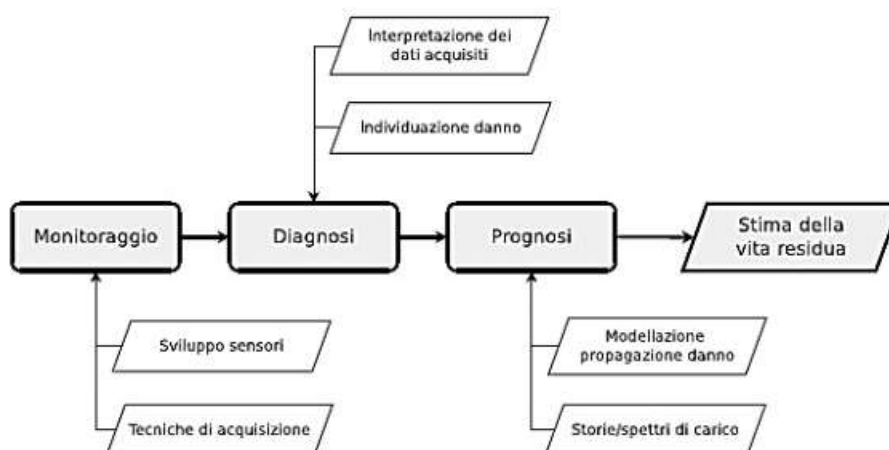 Interpretazione dei
dati acquisiti
Individuazione danno
Monitoraggio
Diagnosi
Prognosi
Stima della
vita residua
Sviluppo sensori
Tecniche di acquisizione
Modellazione
propagazione danno
Storie/spettri di carico